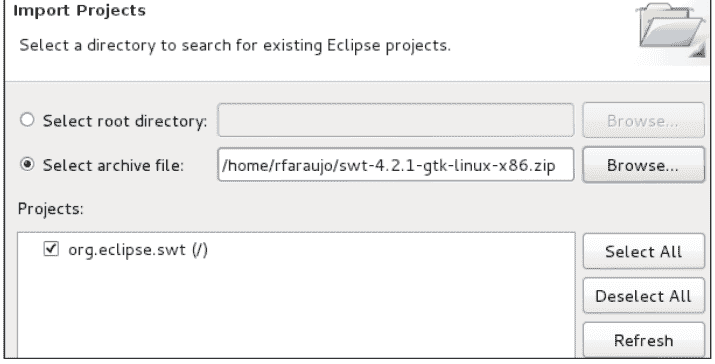 Import Projects
Select a directory to search for existing Eclipse projects.
Select root directory:
Browse...
Select archive file:
/home/rfaraujo/swt-4.2.1-gtk-linux-x86.zip
Browse...
Projects:
org.eclipse.swt (/)
Select All
Deselect All
Refresh